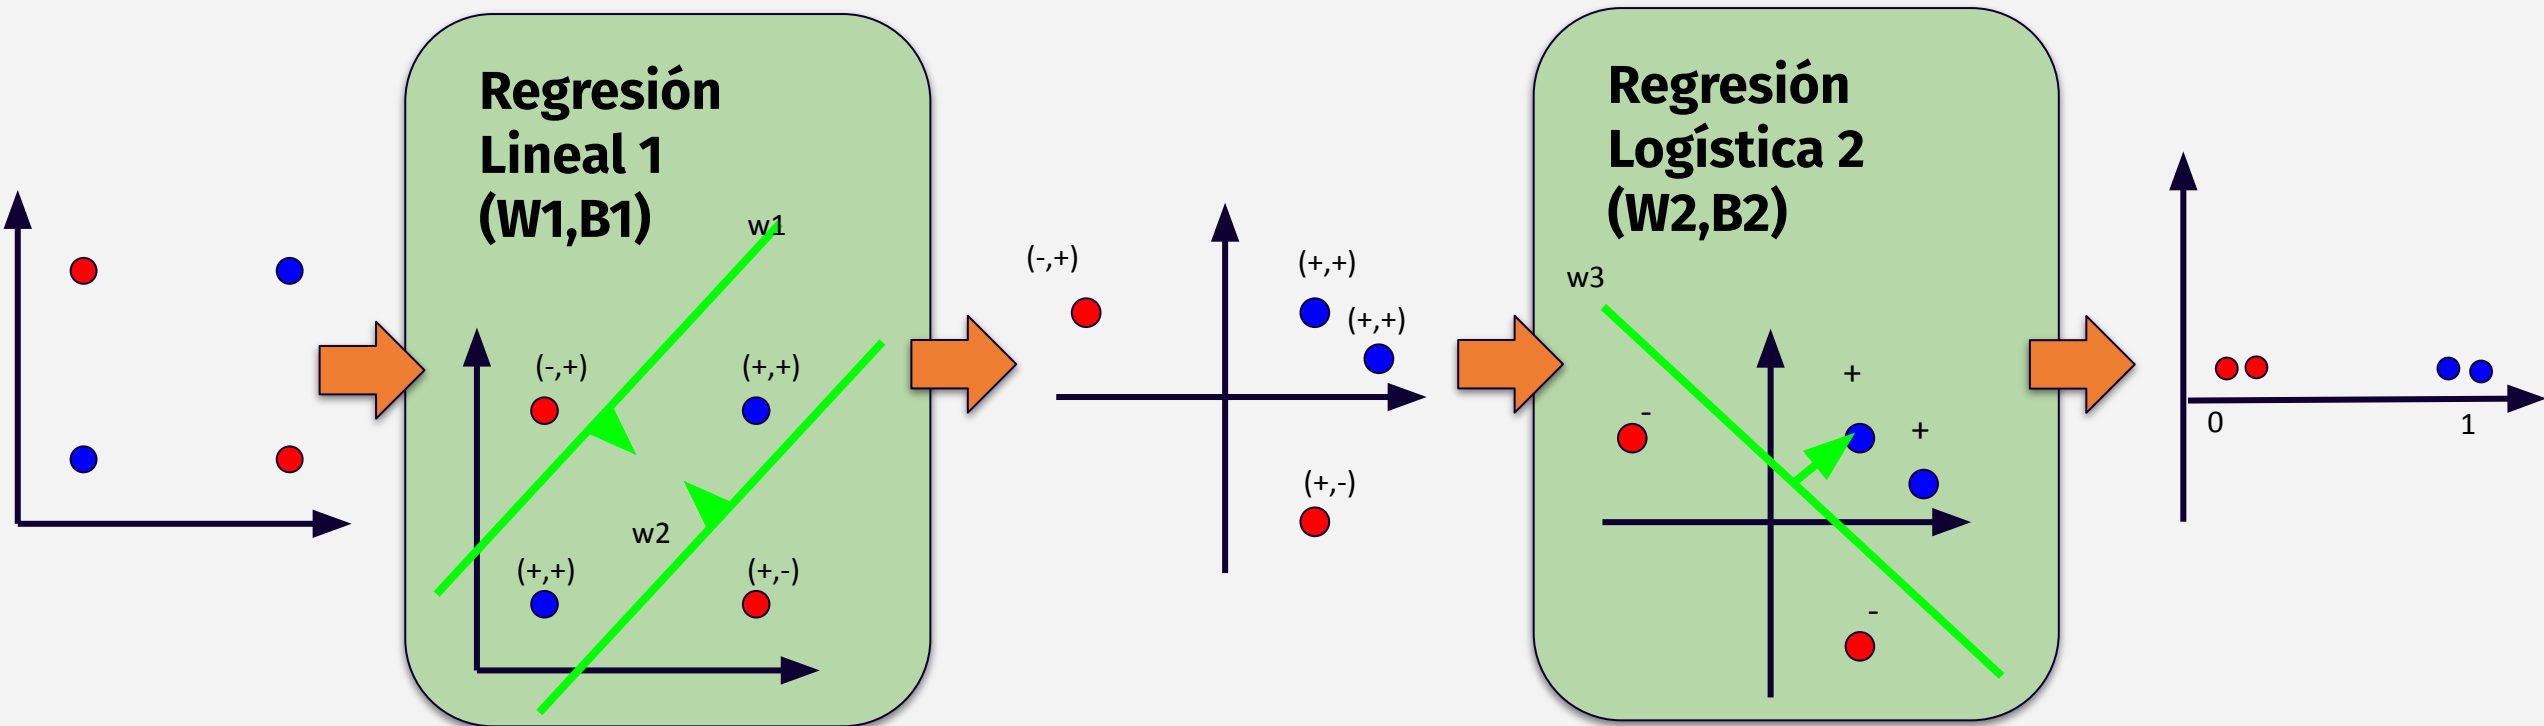 Regresión
Lineal 1
(W1,B1)
w1
(-,+)
(+,+)
w2
(+,+)
(+,-)
(-,+)
(+,+)
(+,+)
(+,-)
Regresión
Logística 2
(W2,B2)
w3
+
-
+
-
0
1